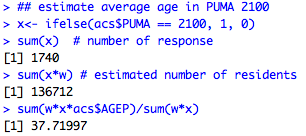 > ## estimate average age in PUMA 2100
> x<- ifelse(acs$PUMA == 2100, 1, 0)
> sum(x)  # number of response
[1] 1740
> sum(x*w) # estimated number of residents
[1] 136712
> sum(w*x*acs$AGEP)/sum(w*x)
[1] 37.71997